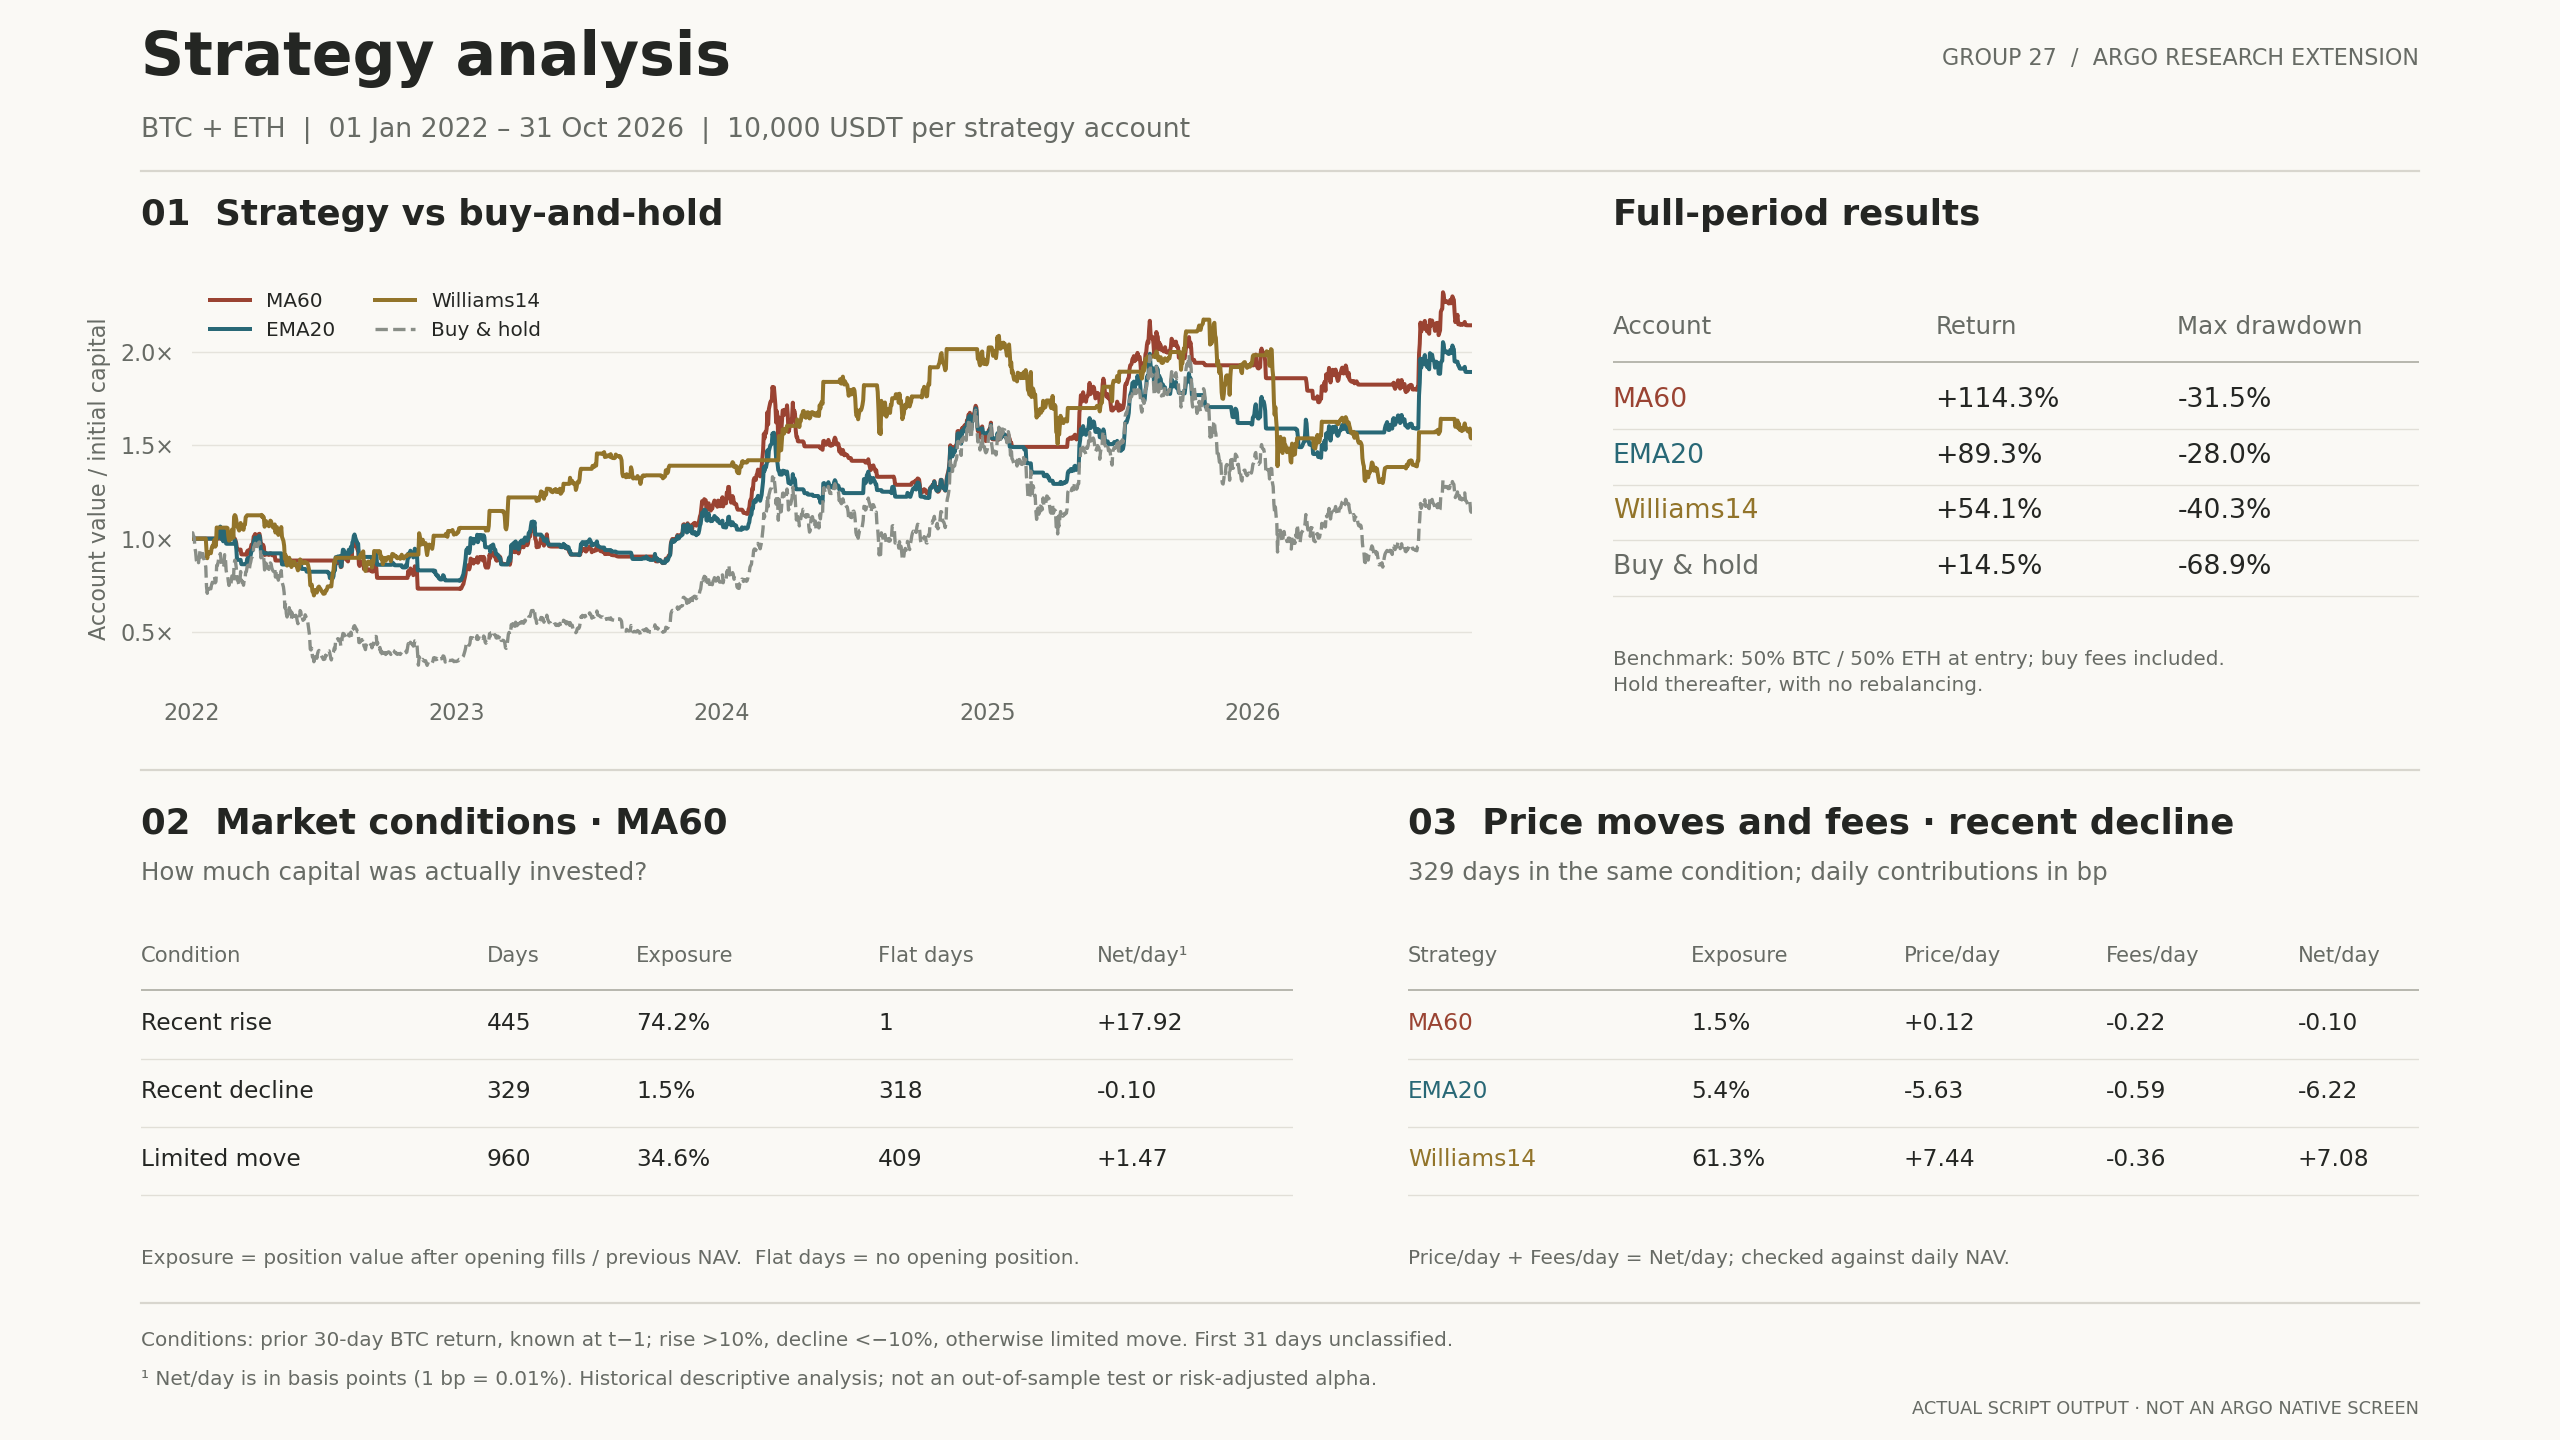 Strategy analysis
GROUP 27 / ARGO RESEARCH EXTENSION
BTC + ETH | 01 Jan 2022 – 31 Oct 2026 | 10,000 USDT per strategy account
01 Strategy vs buy-and-hold
MA60
EMA20
Williams14
Buy & hold
Account value / initial capital
2.0×
1.5×
1.0×
0.5×
2022 2023 2024 2025 2026
Full-period results
Account Return Max drawdown
MA60 +114.3% -31.5%
EMA20 +89.3% -28.0%
Williams14 +54.1% -40.3%
Buy & hold +14.5% -68.9%
Benchmark: 50% BTC / 50% ETH at entry; buy fees included.
Hold thereafter, with no rebalancing.
02 Market conditions · MA60
How much capital was actually invested?
Condition Days Exposure Flat days Net/day¹
Recent rise 445 74.2% 1 +17.92
Recent decline 329 1.5% 318 -0.10
Limited move 960 34.6% 409 +1.47
Exposure = position value after opening fills / previous NAV. Flat days = no opening position.
03 Price moves and fees · recent decline
329 days in the same condition; daily contributions in bp
Strategy Exposure Price/day Fees/day Net/day
MA60 1.5% +0.12 -0.22 -0.10
EMA20 5.4% -5.63 -0.59 -6.22
Williams14 61.3% +7.44 -0.36 +7.08
Price/day + Fees/day = Net/day; checked against daily NAV.
Conditions: prior 30-day BTC return, known at t−1; rise >10%, decline <−10%, otherwise limited move. First 31 days unclassified.
¹ Net/day is in basis points (1 bp = 0.01%). Historical descriptive analysis; not an out-of-sample test or risk-adjusted alpha.
ACTUAL SCRIPT OUTPUT · NOT AN ARGO NATIVE SCREEN